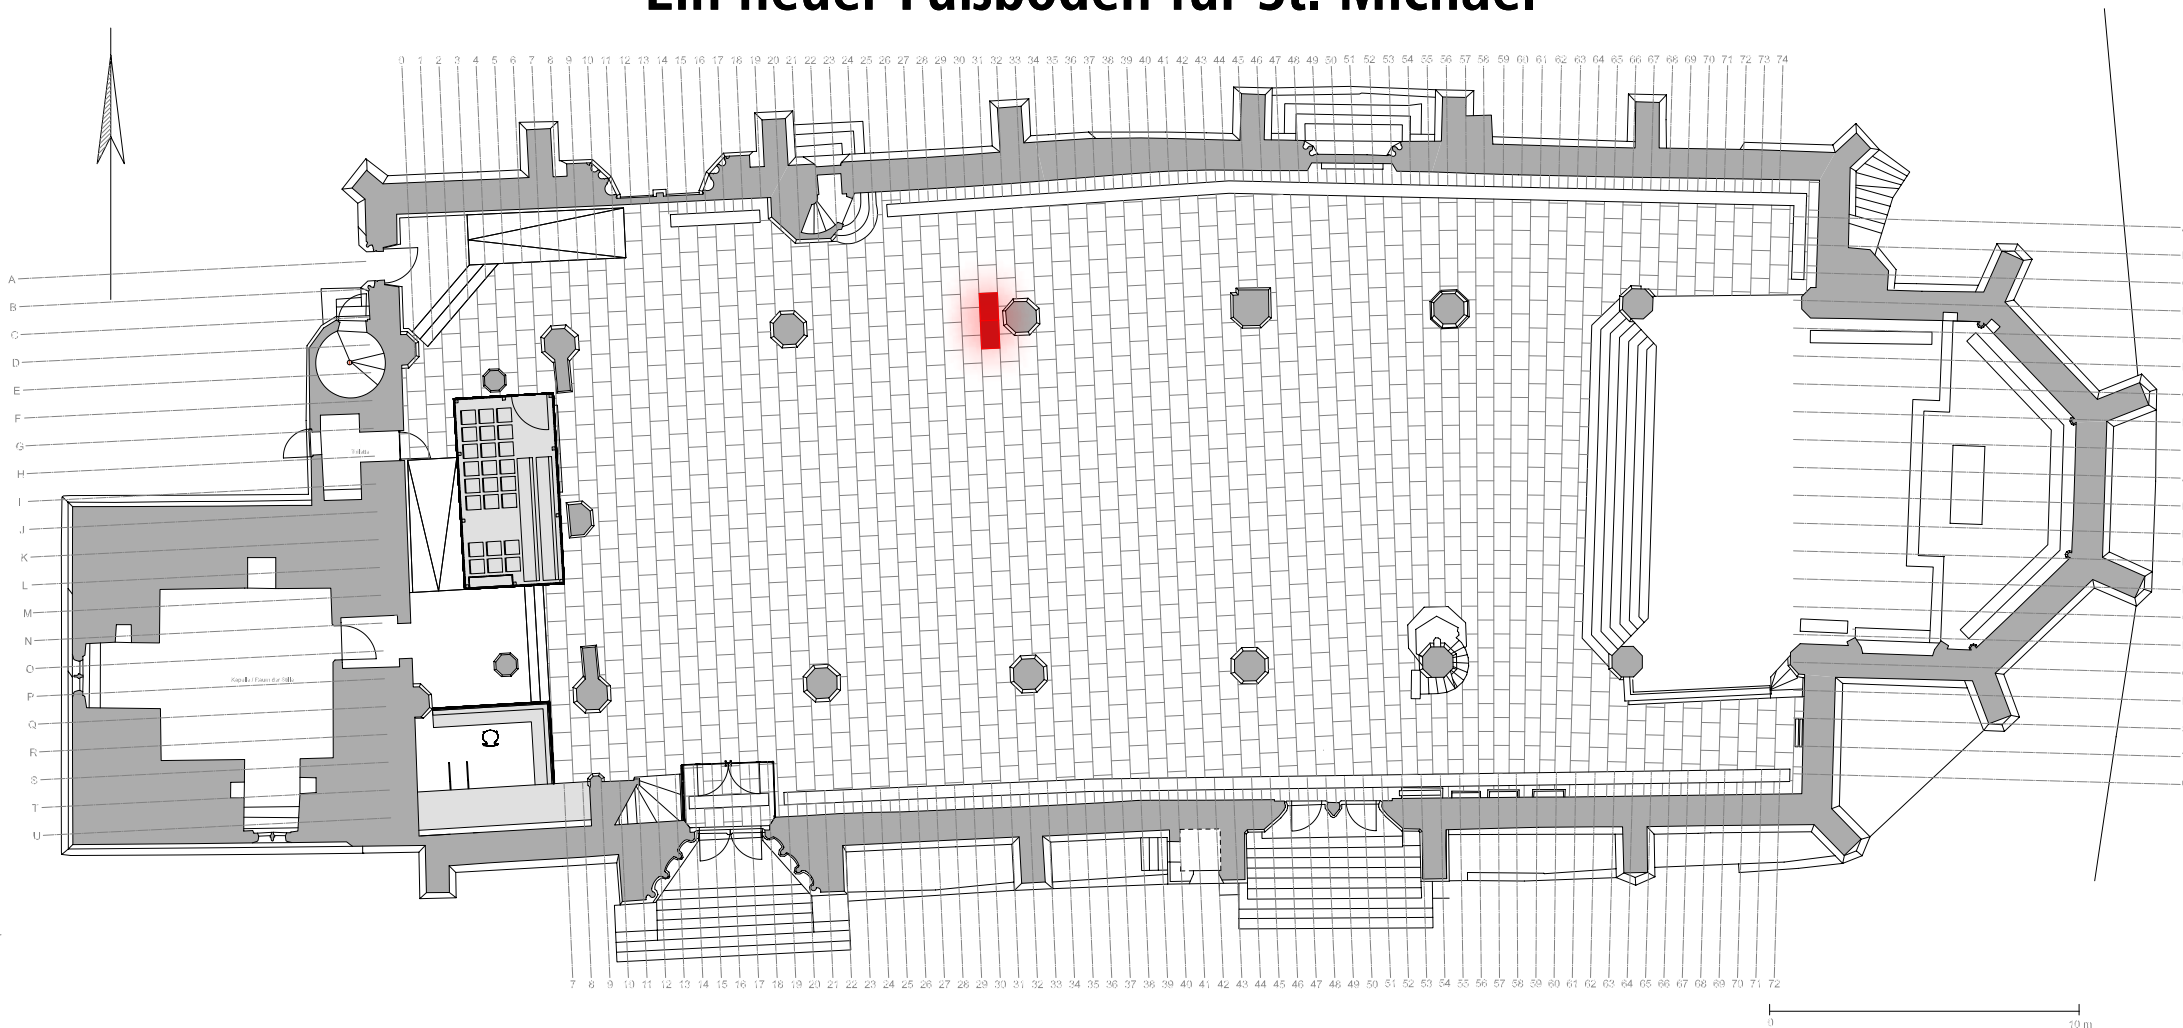 Ein neuer Fußboden für St. Michael
0 1 2 3 4 5 6 7 8 9 10 11 12 13 14 15 16 17 18 19 20 21 22 23 24 25 26 27 28 29 30 31 32 33 34 35 36 37 38 39 40 41 42 43 44 45 46 47 48 49 50 51 52 53 54 55 56 57 58 59 60 61 62 63 64 65 66 67 68 69 70 71 72 73 74
A
B
C
D
E
F
G
H
I
J
K
L
M
N
O
P
Q
R
S
T
U
7 8 9 10 11 12 13 14 15 16 17 18 19 20 21 22 23 24 25 26 27 28 29 30 31 32 33 34 35 36 37 38 39 40 41 42 43 44 45 46 47 48 49 50 51 52 53 54 55 56 57 58 59 60 61 62 63 64 65 66 67 68 69 70 71 72
0 10 m